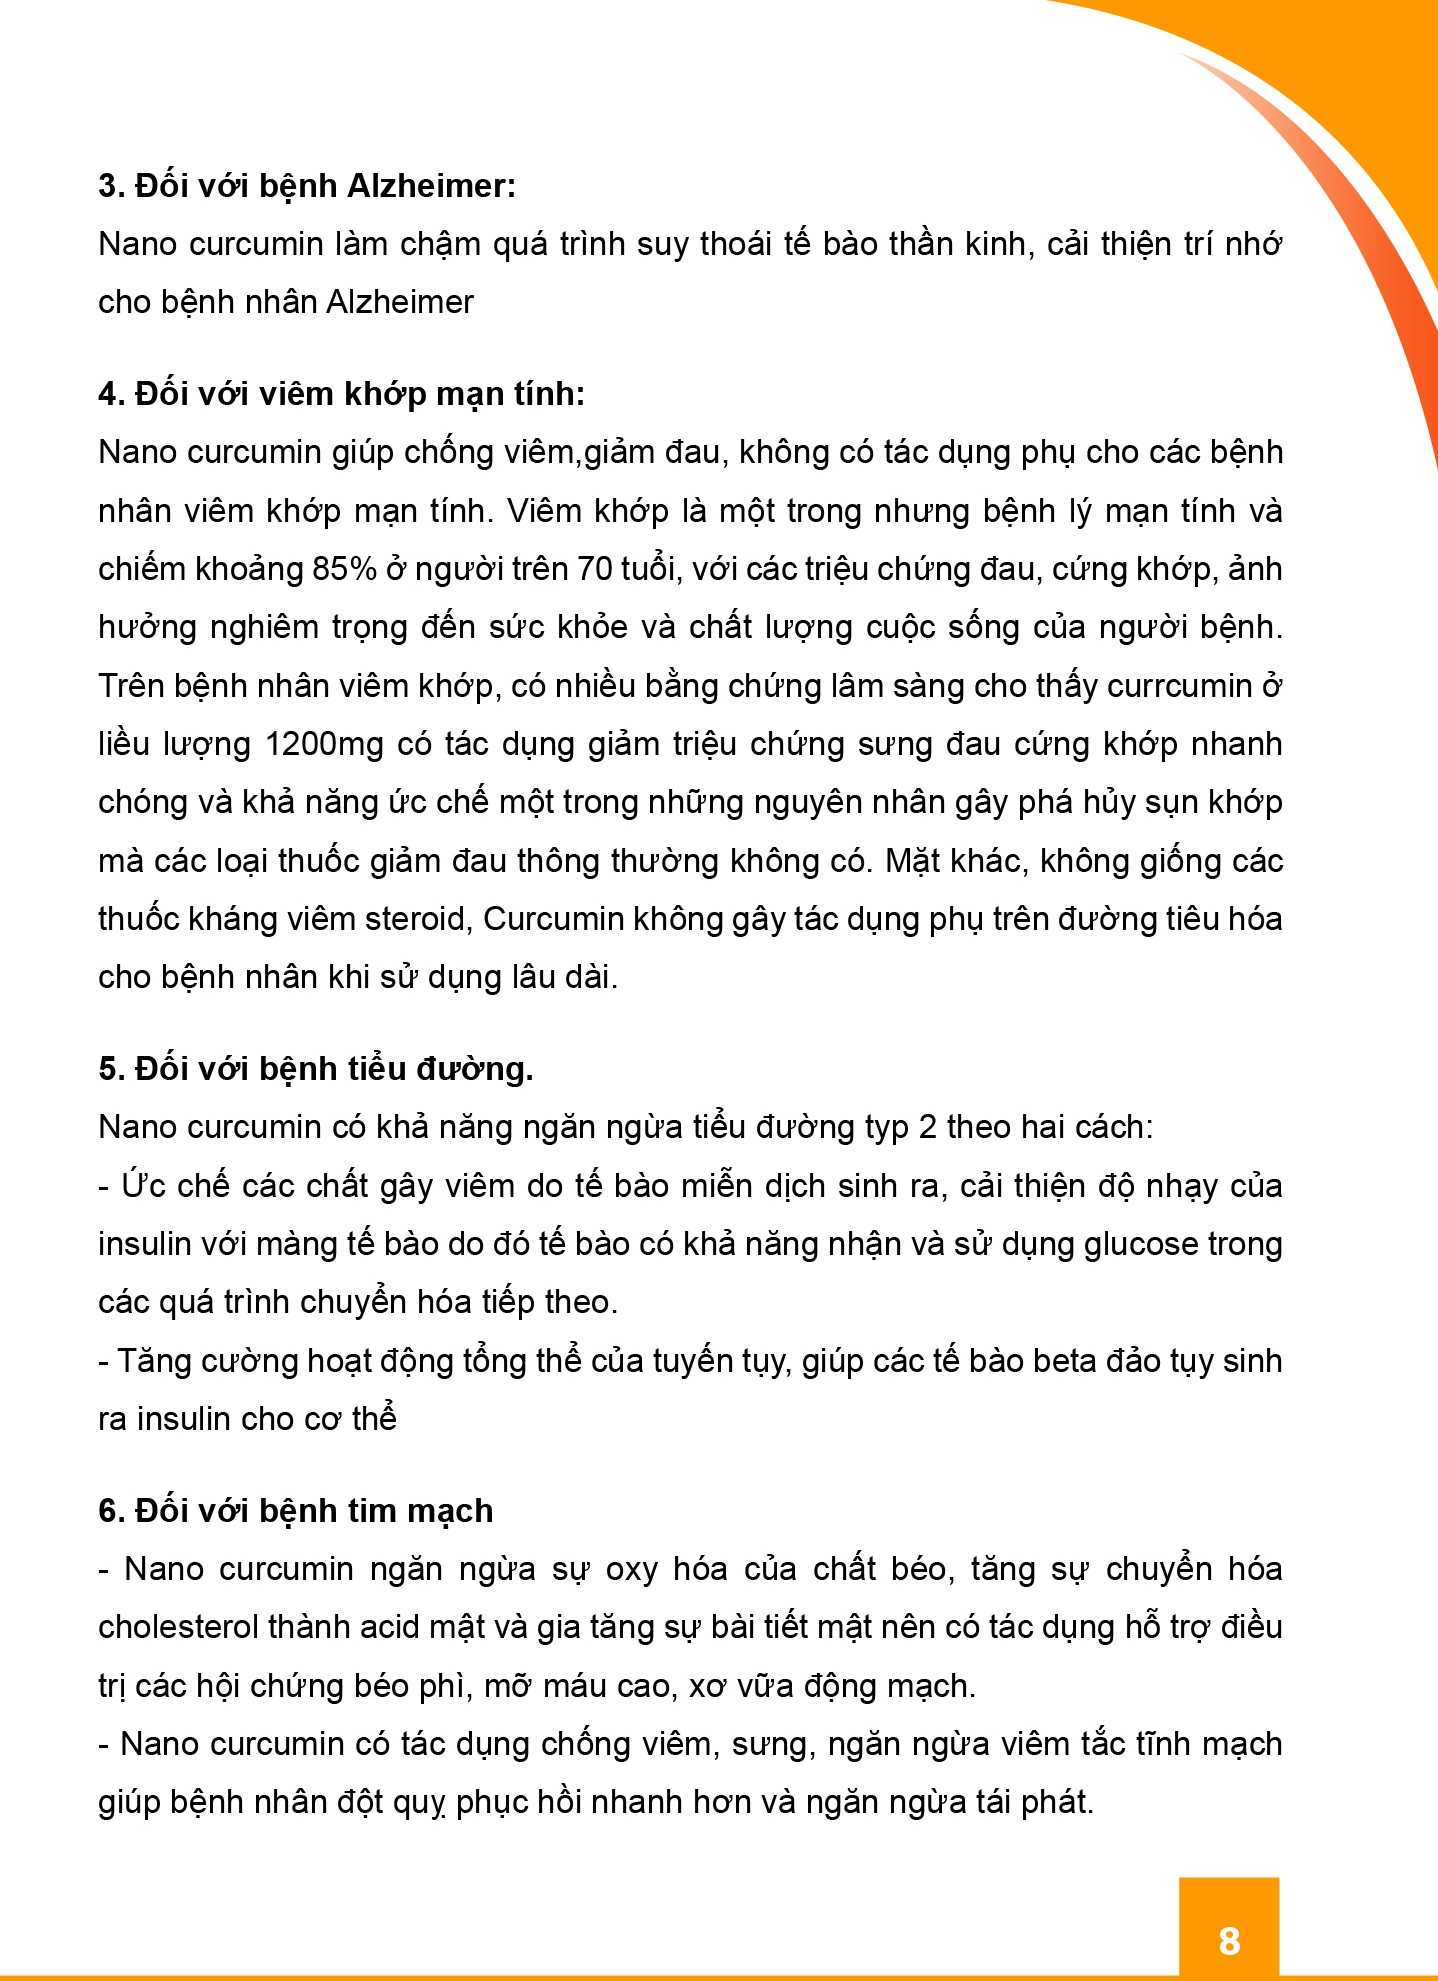 3. Đối với bệnh Alzheimer:
Nano curcumin làm chậm quá trình suy thoái tế bào thần kinh, cải thiện trí nhớ
cho bệnh nhân Alzheimer
4. Đối với viêm khớp mạn tính:
Nano curcumin giúp chống viêm,giảm đau, không có tác dụng phụ cho các bệnh
nhân viêm khớp mạn tính. Viêm khớp là một trong nhưng bệnh lý mạn tính và
chiếm khoảng 85% ở người trên 70 tuổi, với các triệu chứng đau, cứng khớp, ảnh
hưởng nghiêm trọng đến sức khỏe và chất lượng cuộc sống của người bệnh.
Trên bệnh nhân viêm khớp, có nhiều bằng chứng lâm sàng cho thấy currcumin ở
liều lượng 1200mg có tác dụng giảm triệu chứng sưng đau cứng khớp nhanh
chóng và khả năng ức chế một trong những nguyên nhân gây phá hủy sụn khớp
mà các loại thuốc giảm đau thông thường không có. Mặt khác, không giống các
thuốc kháng viêm steroid, Curcumin không gây tác dụng phụ trên đường tiêu hóa
cho bệnh nhân khi sử dụng lâu dài.
5. Đối với bệnh tiểu đường.
Nano curcumin có khả năng ngăn ngừa tiểu đường typ 2 theo hai cách:
- Ức chế các chất gây viêm do tế bào miễn dịch sinh ra, cải thiện độ nhạy của
insulin với màng tế bào do đó tế bào có khả năng nhận và sử dụng glucose trong
các quá trình chuyển hóa tiếp theo.
- Tăng cường hoạt động tổng thể của tuyến tụy, giúp các tế bào beta đảo tụy sinh
ra insulin cho cơ thể
6. Đối với bệnh tim mạch
- Nano curcumin ngăn ngừa sự oxy hóa của chất béo, tăng sự chuyển hóa
cholesterol thành acid mật và gia tăng sự bài tiết mật nên có tác dụng hỗ trợ điều
trị các hội chứng béo phì, mỡ máu cao, xơ vữa động mạch.
- Nano curcumin có tác dụng chống viêm, sưng, ngăn ngừa viêm tắc tĩnh mạch
giúp bệnh nhân đột quỵ phục hồi nhanh hơn và ngăn ngừa tái phát.
8